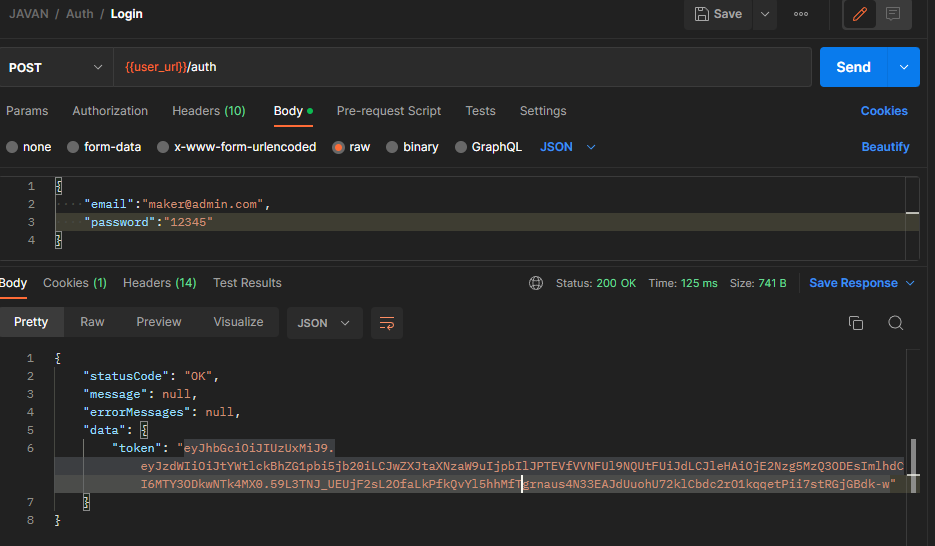 JAVAN / Auth / Login
Save
POST
{{user_url}}/auth
Send
Params Authorization Headers (10) Body Pre-request Script Tests Settings Cookies
none form-data x-www-form-urlencoded raw binary GraphQL JSON Beautify
1 {
2 "email":"maker@admin.com",
3 "password":"12345"
4 }
Body Cookies (1) Headers (14) Test Results Status: 200 OK Time: 125 ms Size: 741 B Save Response
Pretty Raw Preview Visualize JSON
1 {
2 "statusCode": "OK",
3 "message": null,
4 "errorMessages": null,
5 "data": {
6 "token": "eyJhbGciOiJIUzUxMiJ9.
eyJzdWIiOiJtYWtlckBhZG1pbi5jb20iLCJwZXJtaXNzaW9uIjpbIlJPTEVfVVNFUl9NQUtFUiJdLCJleHAiOjE2Nzg5MzQ3ODEsImlhdC
I6MTY3ODkwNTk4MX0.59L3TNJ_UEUjF2sL2OfaLkPfkQvYl5hhMfTgrnaus4N33EAJdUuohU72klCbdc2rO1kqqetPii7stRGjGBdk-w"
7 }
8 }